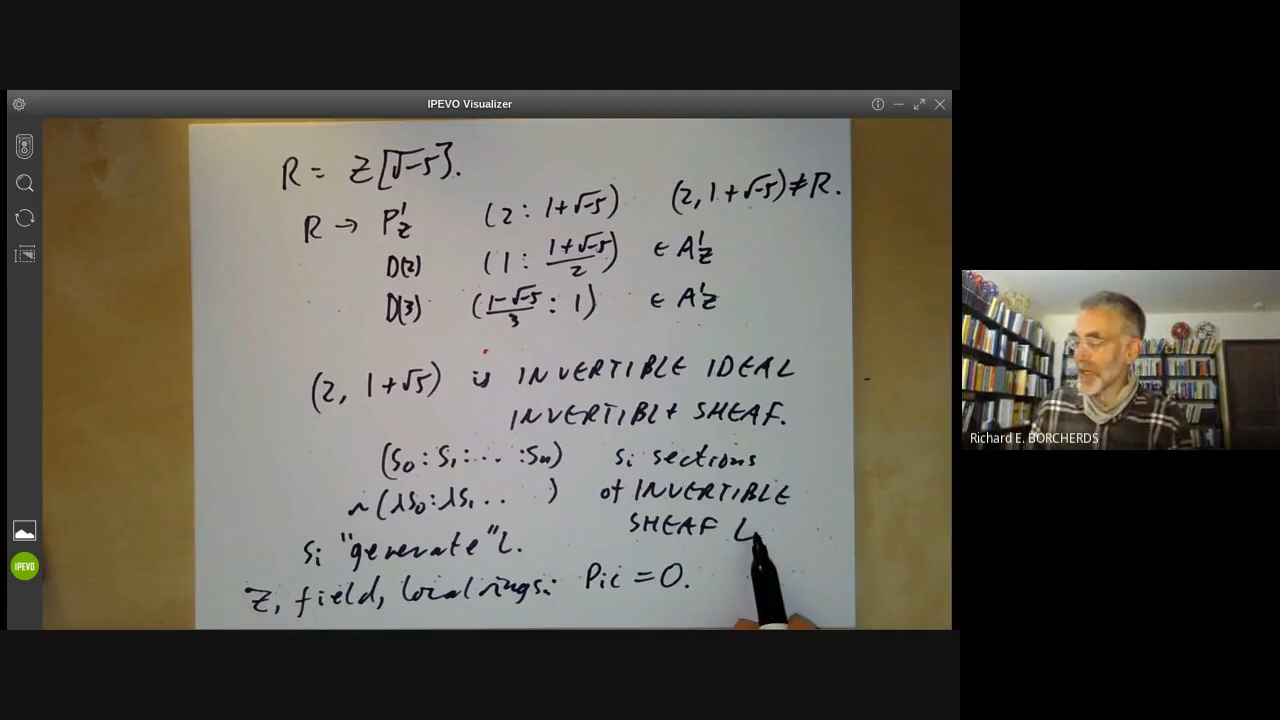 IPEVO Visualizer
R = Z[√-5].
R → P¹_Z (2 : 1+√-5) (2, 1+√-5) ≠ R.
D(2) (1 : (1+√-5)/2) ∈ A¹_Z
D(3) ((1-√-5)/3 : 1) ∈ A¹_Z
(2, 1+√5) is INVERTIBLE IDEAL
INVERTIBLE SHEAF.
(S₀ : S₁ : ... : Sₙ) Sᵢ sections
~ (λS₀ : λS₁ .. ) of INVERTIBLE
SHEAF L
Sᵢ "generate" L.
Z, field, local rings: Pic = 0.
IPEVO
Richard E. BORCHERDS